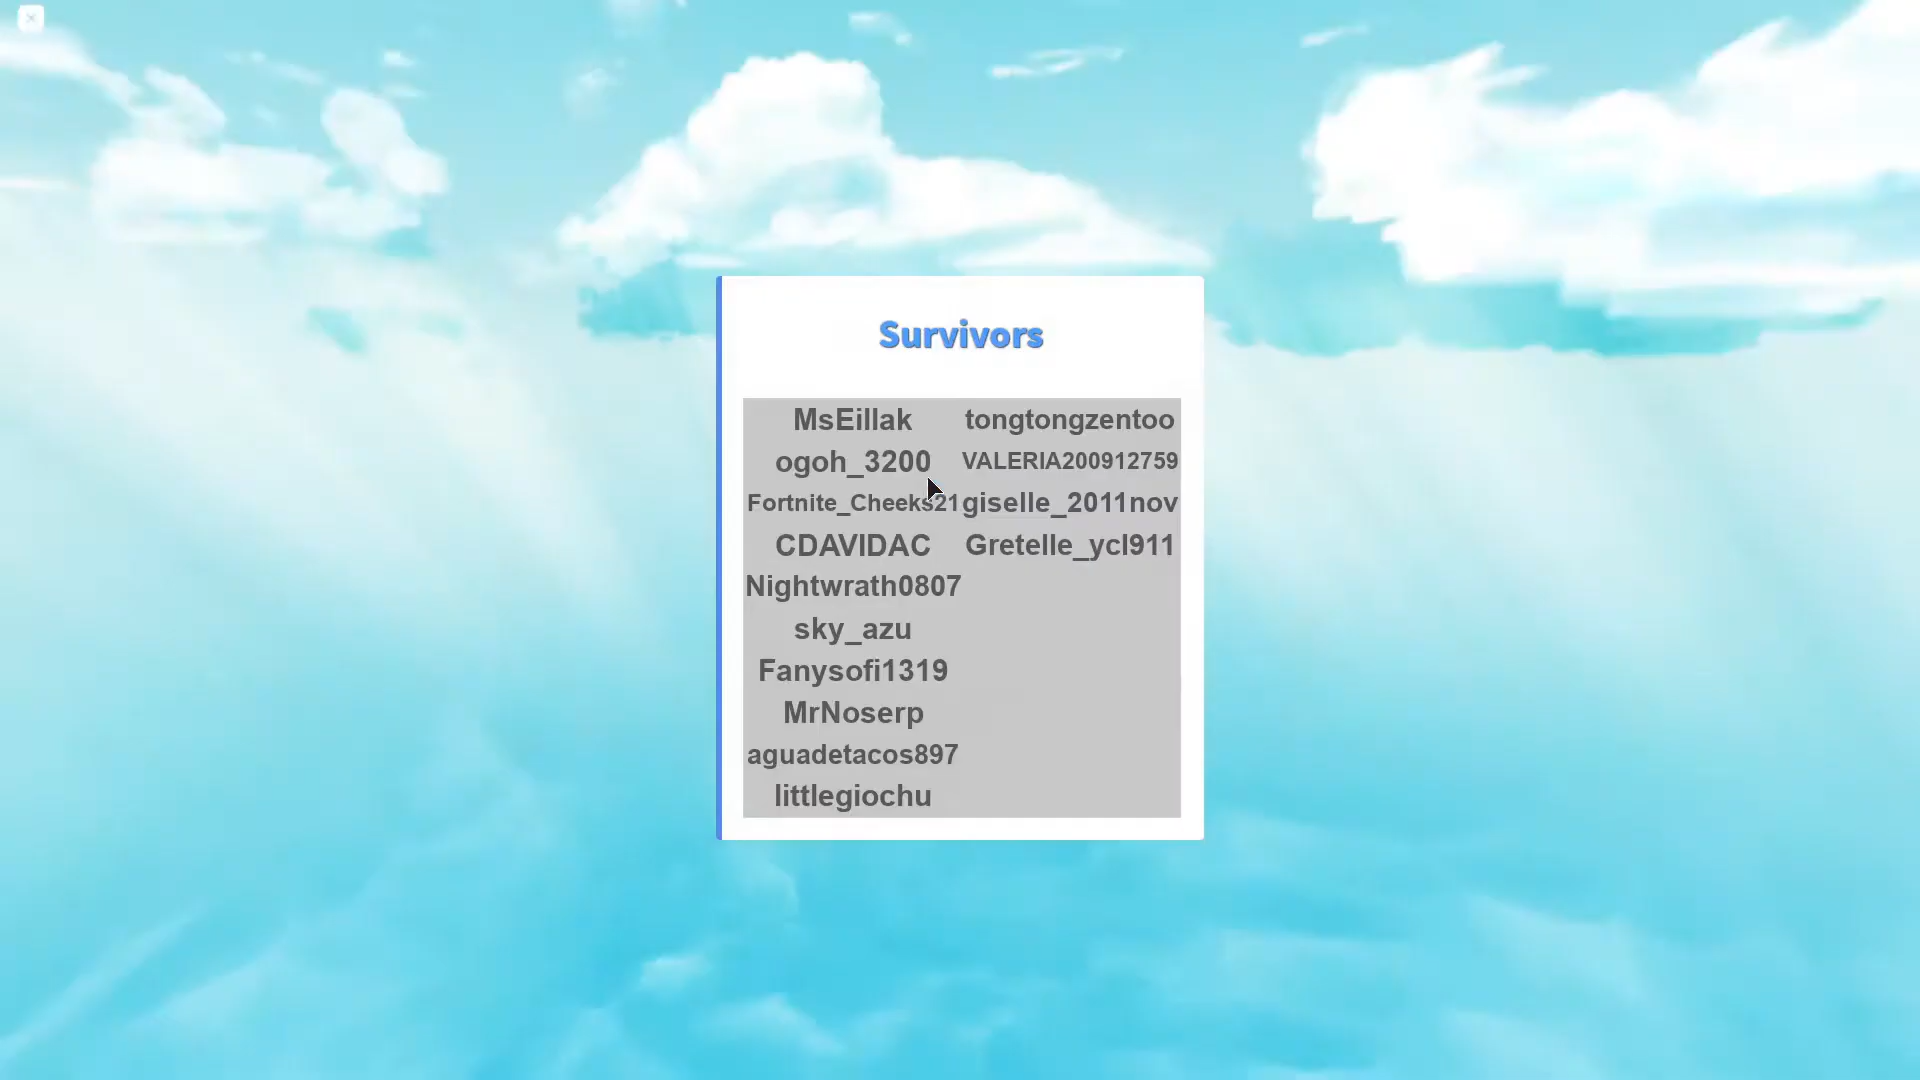 Survivors
MsEillak tongtongzentoo
ogoh_3200 VALERIA200912759
Fortnite_Cheeks21 giselle_2011nov
CDAVIDAC Gretelle_ycl911
Nightwrath0807
sky_azu
Fanysofi1319
MrNoserp
aguadetacos897
littlegiochu